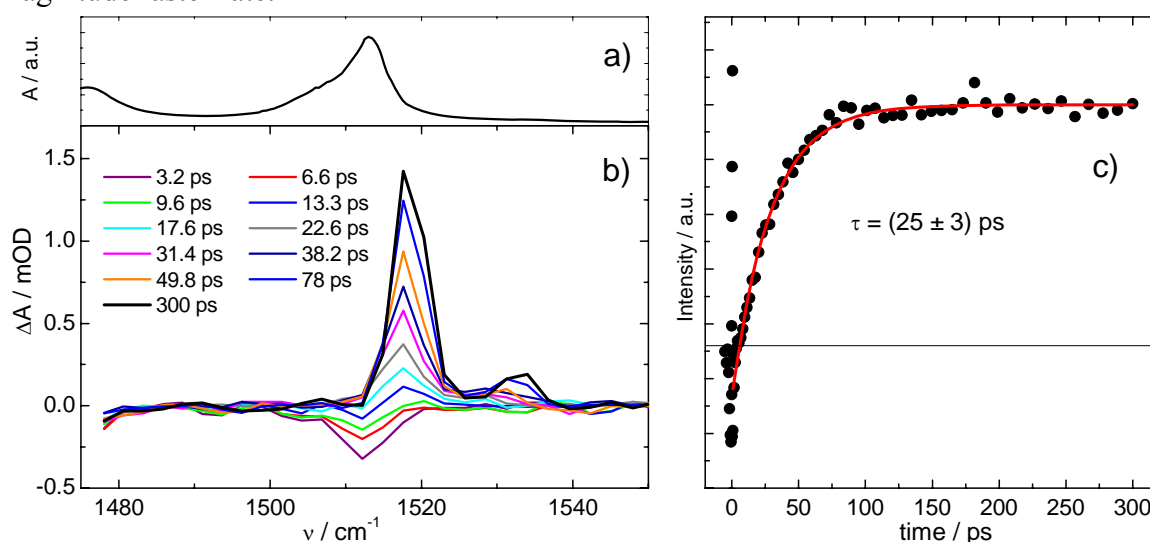 A / a.u.
a)
b)
1.5
1.0
0.5
0.0
-0.5
ΔA / mOD
3.2 ps 6.6 ps
9.6 ps 13.3 ps
17.6 ps 22.6 ps
31.4 ps 38.2 ps
49.8 ps 78 ps
300 ps
1480 1500 1520 1540
ν / cm⁻¹
c)
Intensity / a.u.
τ = (25 ± 3) ps
0 50 100 150 200 250 300
time / ps